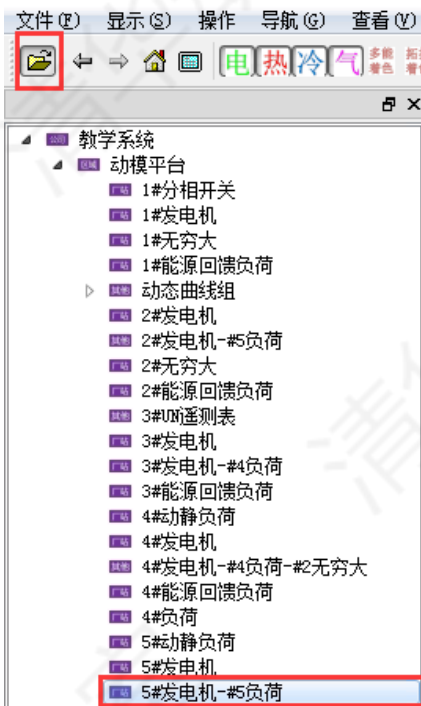 文件(F) 显示(S) 操作 导航(G) 查看(V)
电 热 冷 气 多能着色
教学系统
动模平台
1#分相开关
1#发电机
1#无穷大
1#能源回馈负荷
动态曲线组
2#发电机
2#发电机-#5负荷
2#无穷大
2#能源回馈负荷
3#UN遥测表
3#发电机
3#发电机-#4负荷
3#能源回馈负荷
4#动静负荷
4#发电机
4#发电机-#4负荷-#2无穷大
4#能源回馈负荷
4#负荷
5#动静负荷
5#发电机
5#发电机-#5负荷